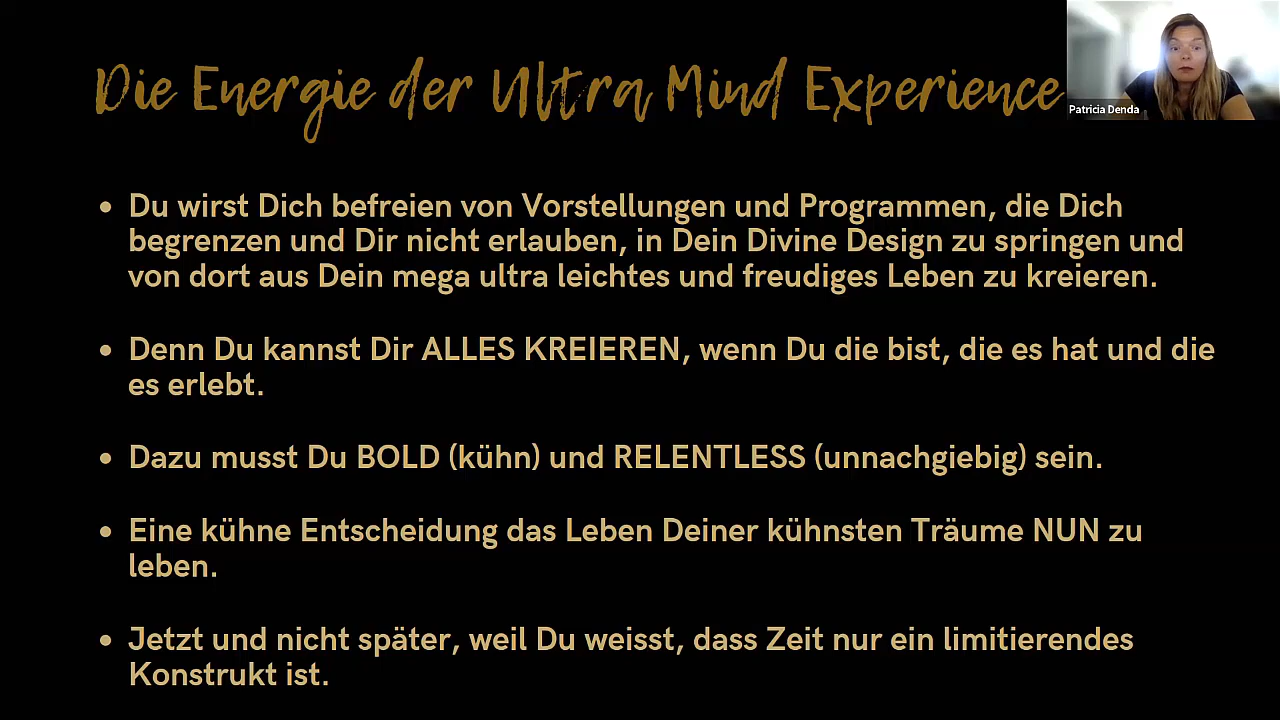 Die Energie der Ultra Mind Experience
Patricia Denda
• Du wirst Dich befreien von Vorstellungen und Programmen, die Dich
begrenzen und Dir nicht erlauben, in Dein Divine Design zu springen und
von dort aus Dein mega ultra leichtes und freudiges Leben zu kreieren.
• Denn Du kannst Dir ALLES KREIEREN, wenn Du die bist, die es hat und die
es erlebt.
• Dazu musst Du BOLD (kühn) und RELENTLESS (unnachgiebig) sein.
• Eine kühne Entscheidung das Leben Deiner kühnsten Träume NUN zu
leben.
• Jetzt und nicht später, weil Du weisst, dass Zeit nur ein limitierendes
Konstrukt ist.